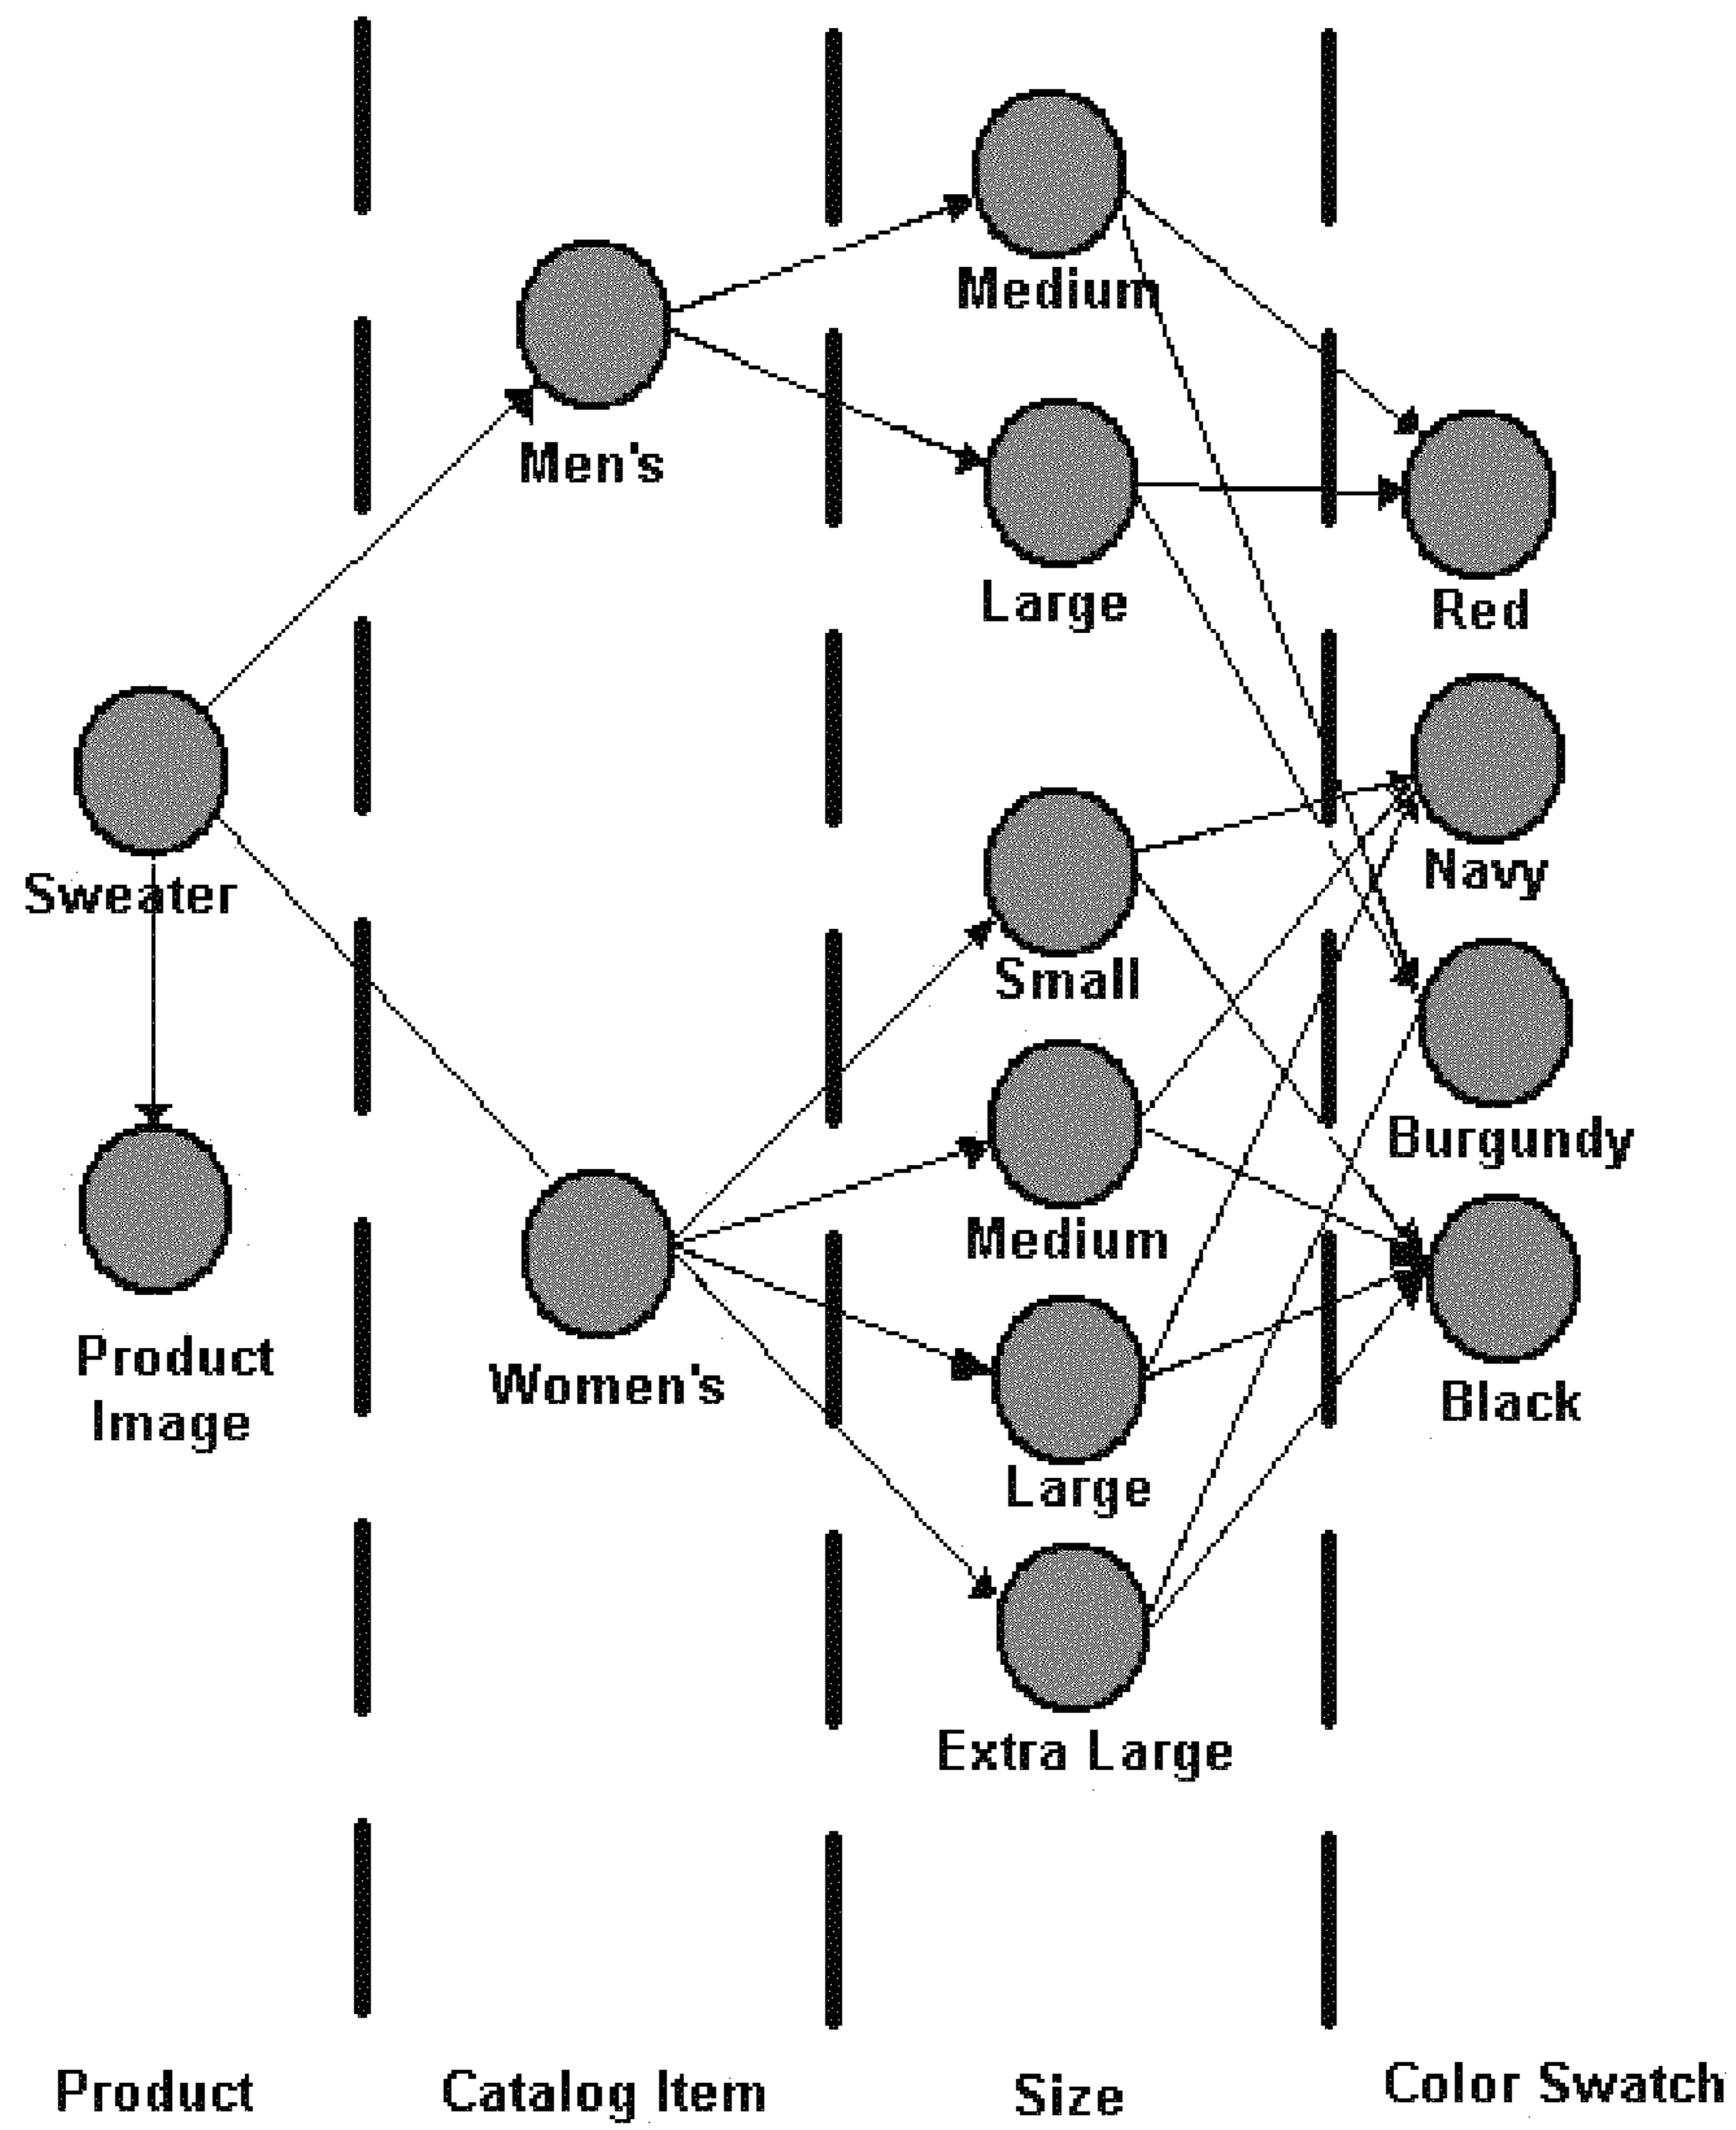 Medium
Men's
Large
Red
Sweater
Navy
Small
Burgundy
Medium
Product
Image
Women's
Black
Large
Extra Large
Product
Catalog Item
Size
Color Swatch